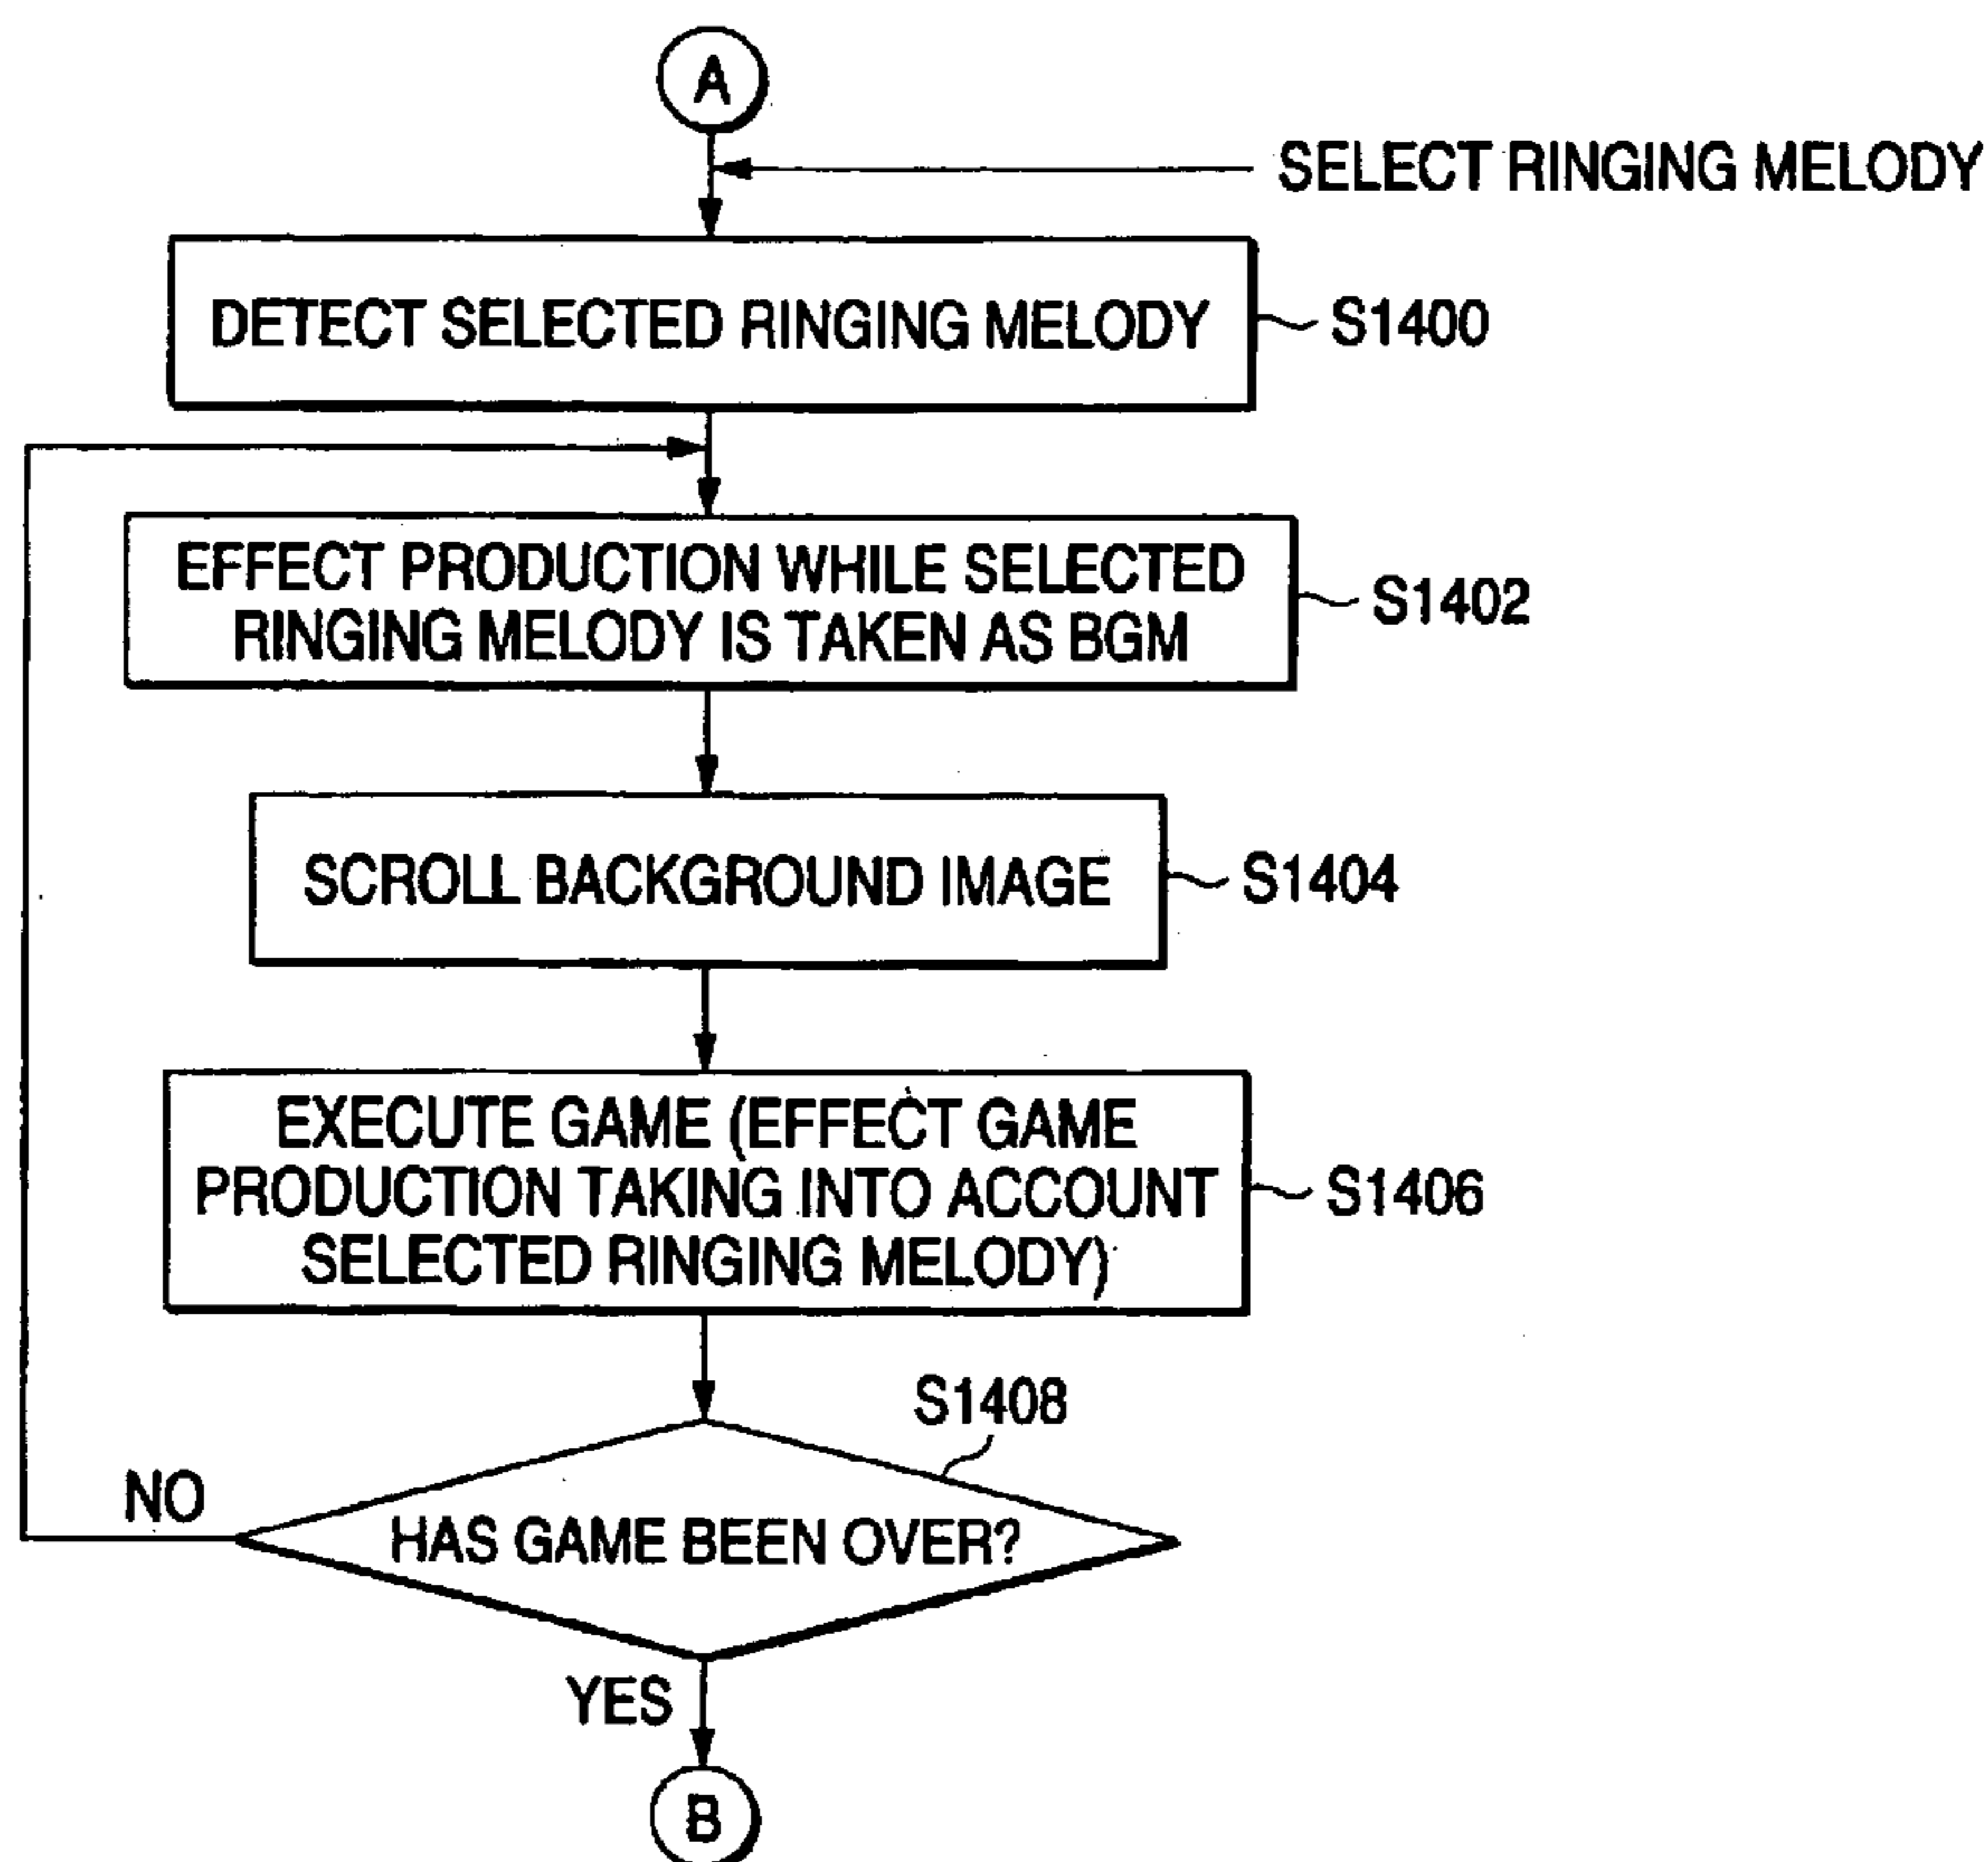 A
SELECT RINGING MELODY
DETECT SELECTED RINGING MELODY
S1400
EFFECT PRODUCTION WHILE SELECTED
RINGING MELODY IS TAKEN AS BGM
S1402
SCROLL BACKGROUND IMAGE
S1404
EXECUTE GAME (EFFECT GAME
PRODUCTION TAKING INTO ACCOUNT
SELECTED RINGING MELODY)
S1406
S1408
NO
HAS GAME BEEN OVER?
YES
B